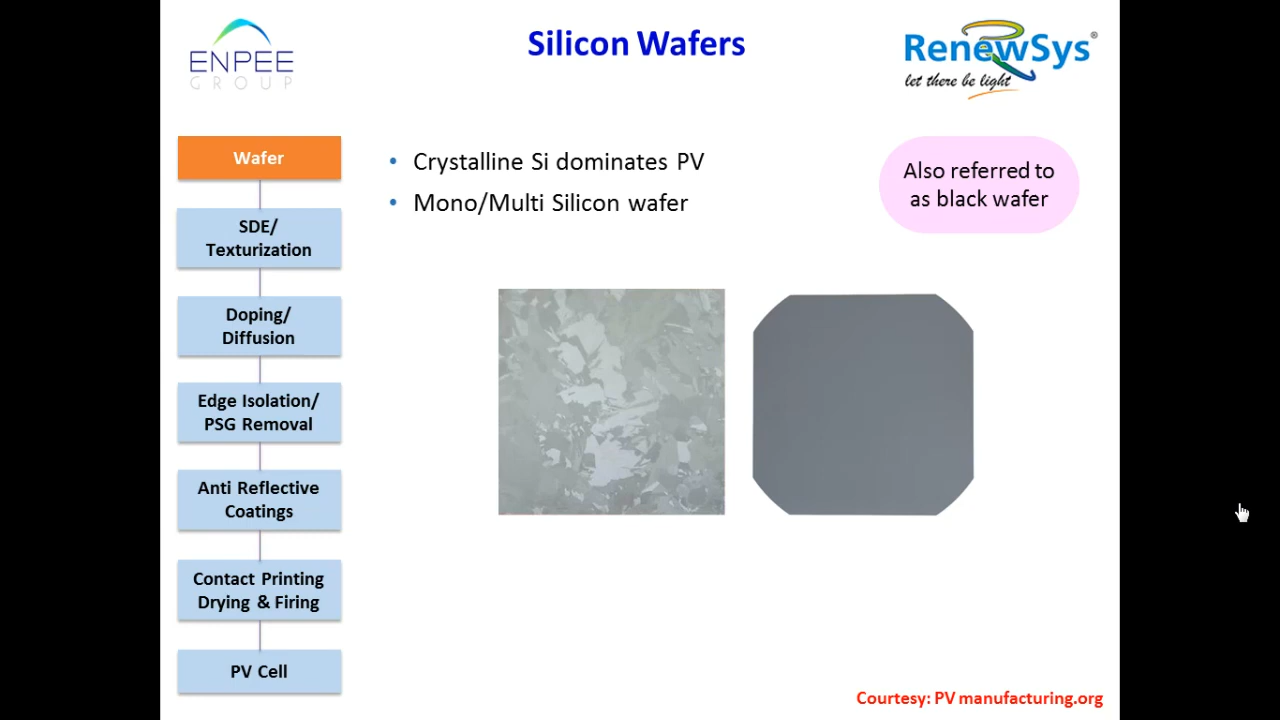 ENPEE
GROUP
Silicon Wafers
RenewSys®
let there be light
Wafer
SDE/
Texturization
Doping/
Diffusion
Edge Isolation/
PSG Removal
Anti Reflective
Coatings
Contact Printing
Drying & Firing
PV Cell
• Crystalline Si dominates PV
• Mono/Multi Silicon wafer
Also referred to
as black wafer
Courtesy: PV manufacturing.org